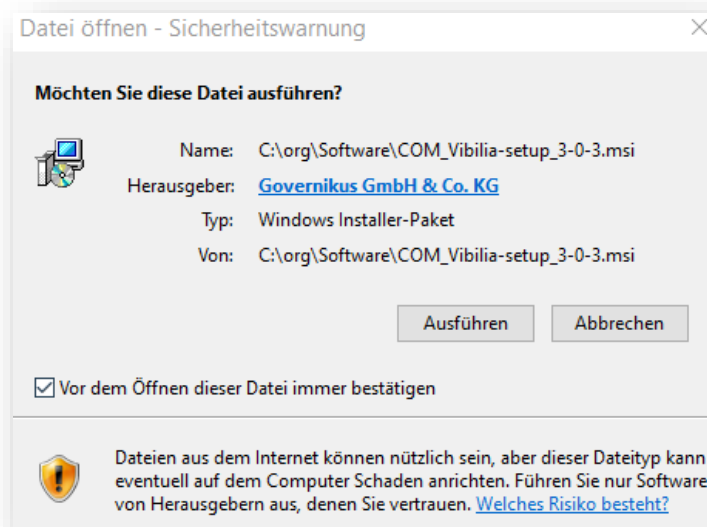 Datei öffnen - Sicherheitswarnung
Möchten Sie diese Datei ausführen?
Name: C:\org\Software\COM_Vibilia-setup_3-0-3.msi
Herausgeber: Governikus GmbH & Co. KG
Typ: Windows Installer-Paket
Von: C:\org\Software\COM_Vibilia-setup_3-0-3.msi
Ausführen Abbrechen
Vor dem Öffnen dieser Datei immer bestätigen
Dateien aus dem Internet können nützlich sein, aber dieser Dateityp kann
eventuell auf dem Computer Schaden anrichten. Führen Sie nur Software
von Herausgebern aus, denen Sie vertrauen. Welches Risiko besteht?